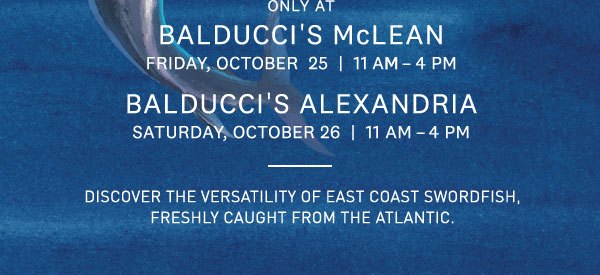 ONLY AT
BALDUCCI'S McLEAN
FRIDAY, OCTOBER 25 | 11 AM – 4 PM
BALDUCCI'S ALEXANDRIA
SATURDAY, OCTOBER 26 | 11 AM – 4 PM
DISCOVER THE VERSATILITY OF EAST COAST SWORDFISH,
FRESHLY CAUGHT FROM THE ATLANTIC.